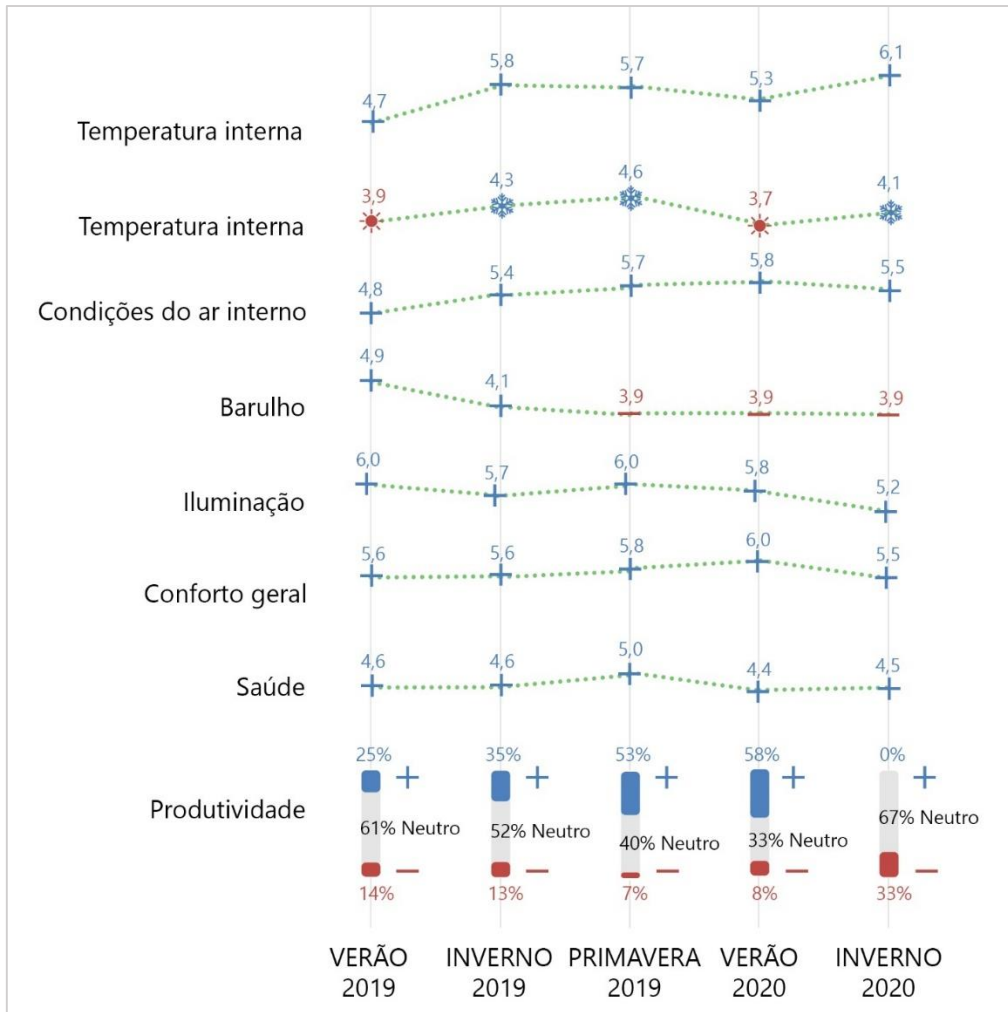 5,8
5,7
5,3
6,1
4,7
Temperatura interna
3,9
4,3
4,6
3,7
4,1
Temperatura interna
4,8
5,4
5,7
5,8
5,5
Condições do ar interno
4,9
4,1
3,9
3,9
3,9
Barulho
6,0
5,7
6,0
5,8
5,2
Iluminação
5,6
5,6
5,8
6,0
5,5
Conforto geral
4,6
4,6
5,0
4,4
4,5
Saúde
25%
35%
53%
58%
0%
Produtividade
61% Neutro
52% Neutro
40% Neutro
33% Neutro
67% Neutro
14%
13%
7%
8%
33%
VERÃO
2019
INVERNO
2019
PRIMAVERA
2019
VERÃO
2020
INVERNO
2020